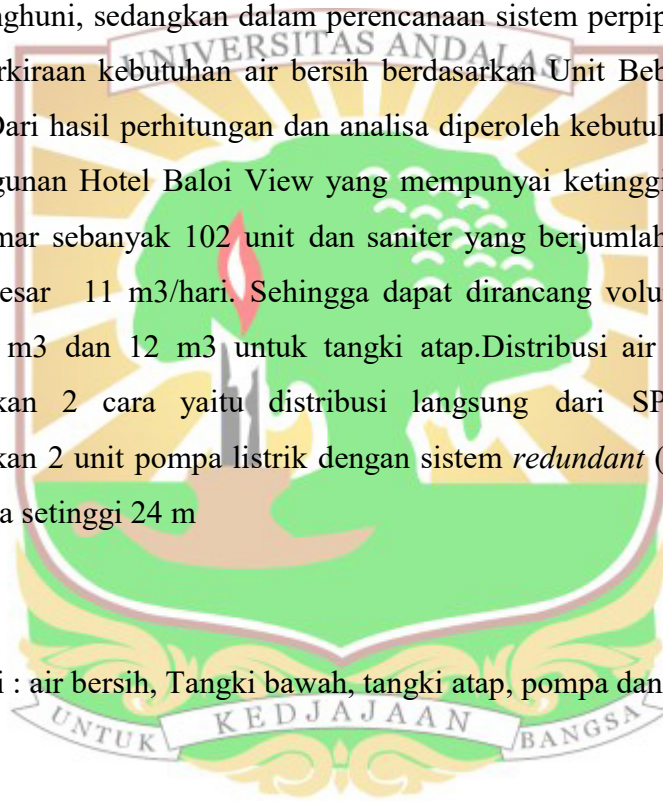 nghuni, sedangkan dalam perencanaan sistem perpip
UNIVERSITAS ANDALAS
rkiraan kebutuhan air bersih berdasarkan Unit Beb
Dari hasil perhitungan dan analisa diperoleh kebutuh
gunan Hotel Baloi View yang mempunyai ketinggi
mar sebanyak 102 unit dan saniter yang berjumlah
esar 11 m3/hari. Sehingga dapat dirancang volu
m3 dan 12 m3 untuk tangki atap.Distribusi air
kan 2 cara yaitu distribusi langsung dari SP
kan 2 unit pompa listrik dengan sistem redundant (
a setinggi 24 m
i : air bersih, Tangki bawah, tangki atap, pompa dan
UNTUK KEDJAJAAN BANGSA